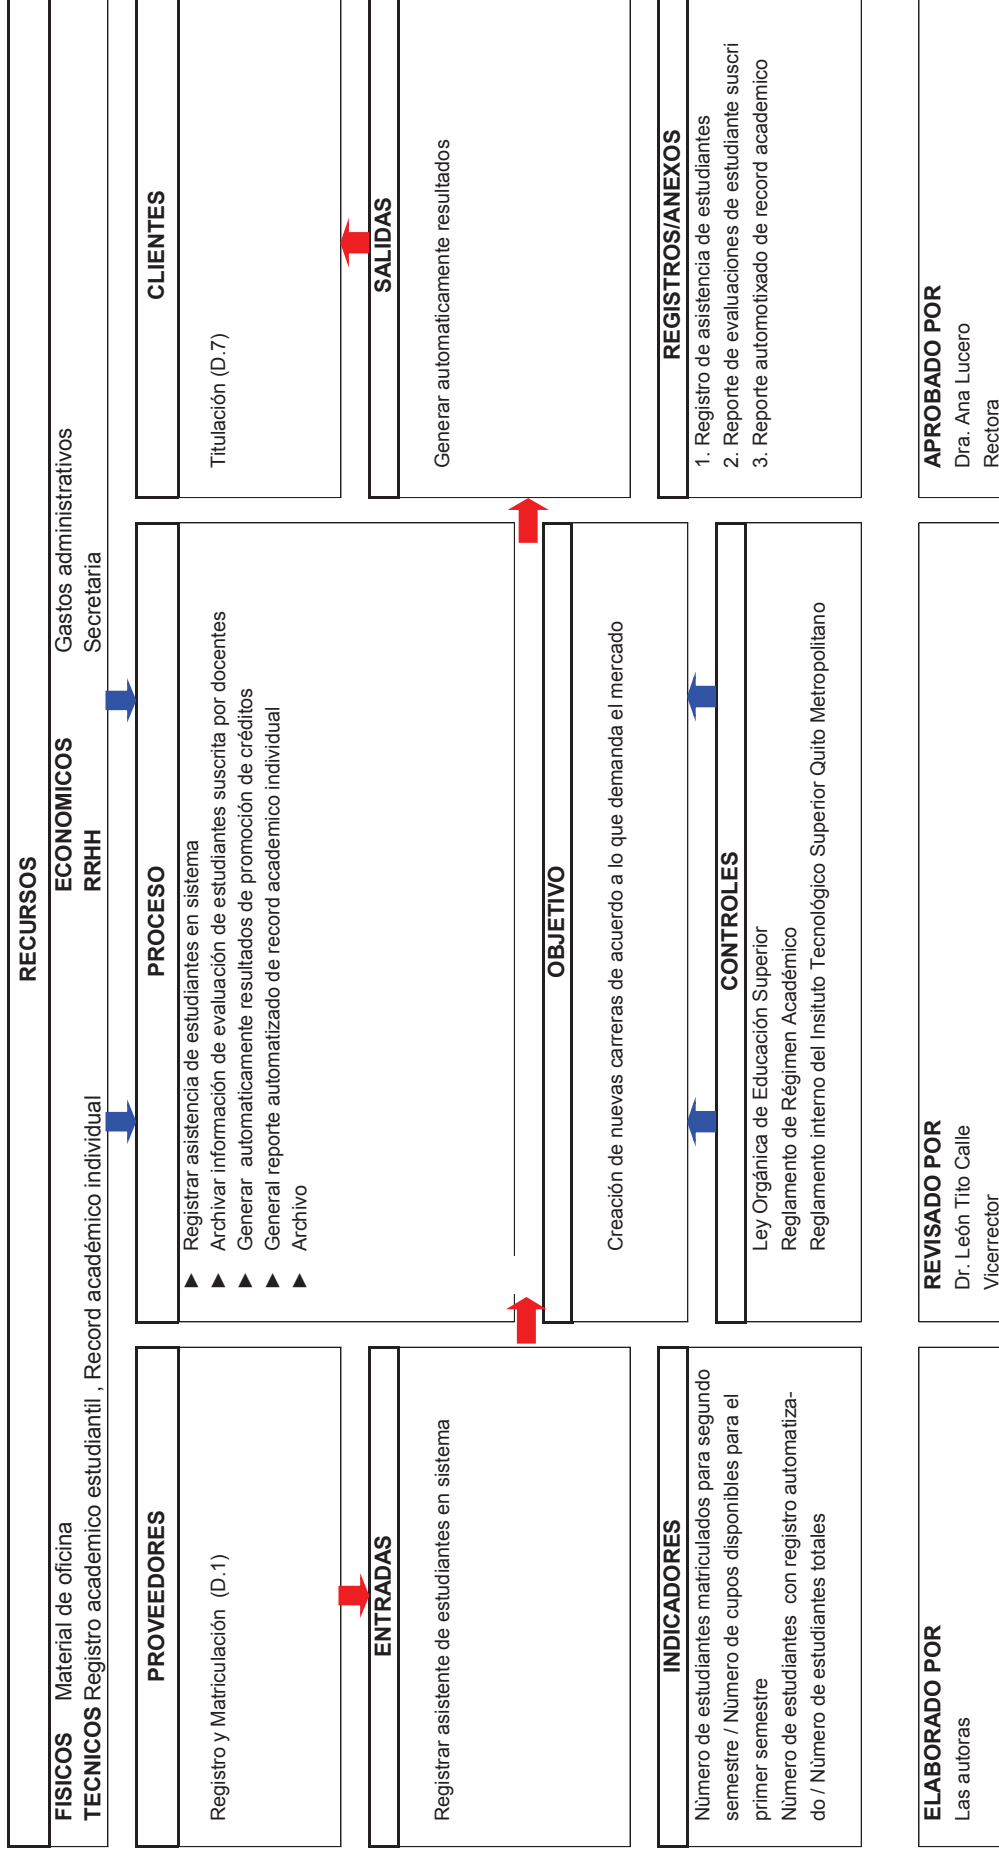 RECURSOS
FISICOS Material de oficina ECONOMICOS Gastos administrativos
TECNICOS Registro academico estudiantil , Record académico individual RRHH Secretaria
PROVEEDORES
Registro y Matriculación (D.1)
ENTRADAS
Registrar asistente de estudiantes en sistema
INDICADORES
Nùmero de estudiantes matriculados para segundo
semestre / Nùmero de cupos disponibles para el
primer semestre
Nùmero de estudiantes con registro automatiza-
do / Nùmero de estudiantes totales
PROCESO
▲ Registrar asistencia de estudiantes en sistema
▲ Archivar información de evaluación de estudiantes suscrita por docentes
▲ Generar automaticamente resultados de promoción de créditos
▲ General reporte automatizado de record academico individual
▲ Archivo
OBJETIVO
Creación de nuevas carreras de acuerdo a lo que demanda el mercado
CONTROLES
Ley Orgánica de Educación Superior
Reglamento de Régimen Académico
Reglamento interno del Insituto Tecnológico Superior Quito Metropolitano
CLIENTES
Titulación (D.7)
SALIDAS
Generar automaticamente resultados
REGISTROS/ANEXOS
1. Registro de asistencia de estudiantes
2. Reporte de evaluaciones de estudiante suscri
3. Reporte automotixado de record academico
ELABORADO POR
Las autoras
REVISADO POR
Dr. León Tito Calle
Vicerrector
APROBADO POR
Dra. Ana Lucero
Rectora